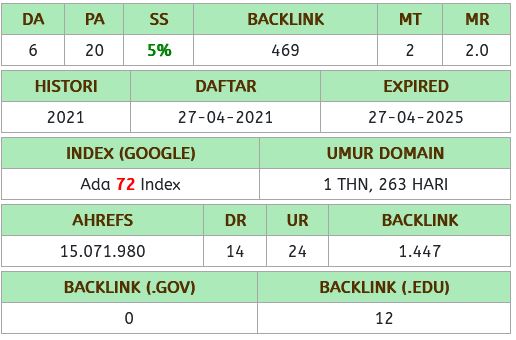 DA PA SS BACKLINK MT MR
6 20 5% 469 2 2.0
HISTORI DAFTAR EXPIRED
2021 27-04-2021 27-04-2025
INDEX (GOOGLE) UMUR DOMAIN
Ada 72 Index 1 THN, 263 HARI
AHREFS DR UR BACKLINK
15.071.980 14 24 1.447
BACKLINK (.GOV) BACKLINK (.EDU)
0 12